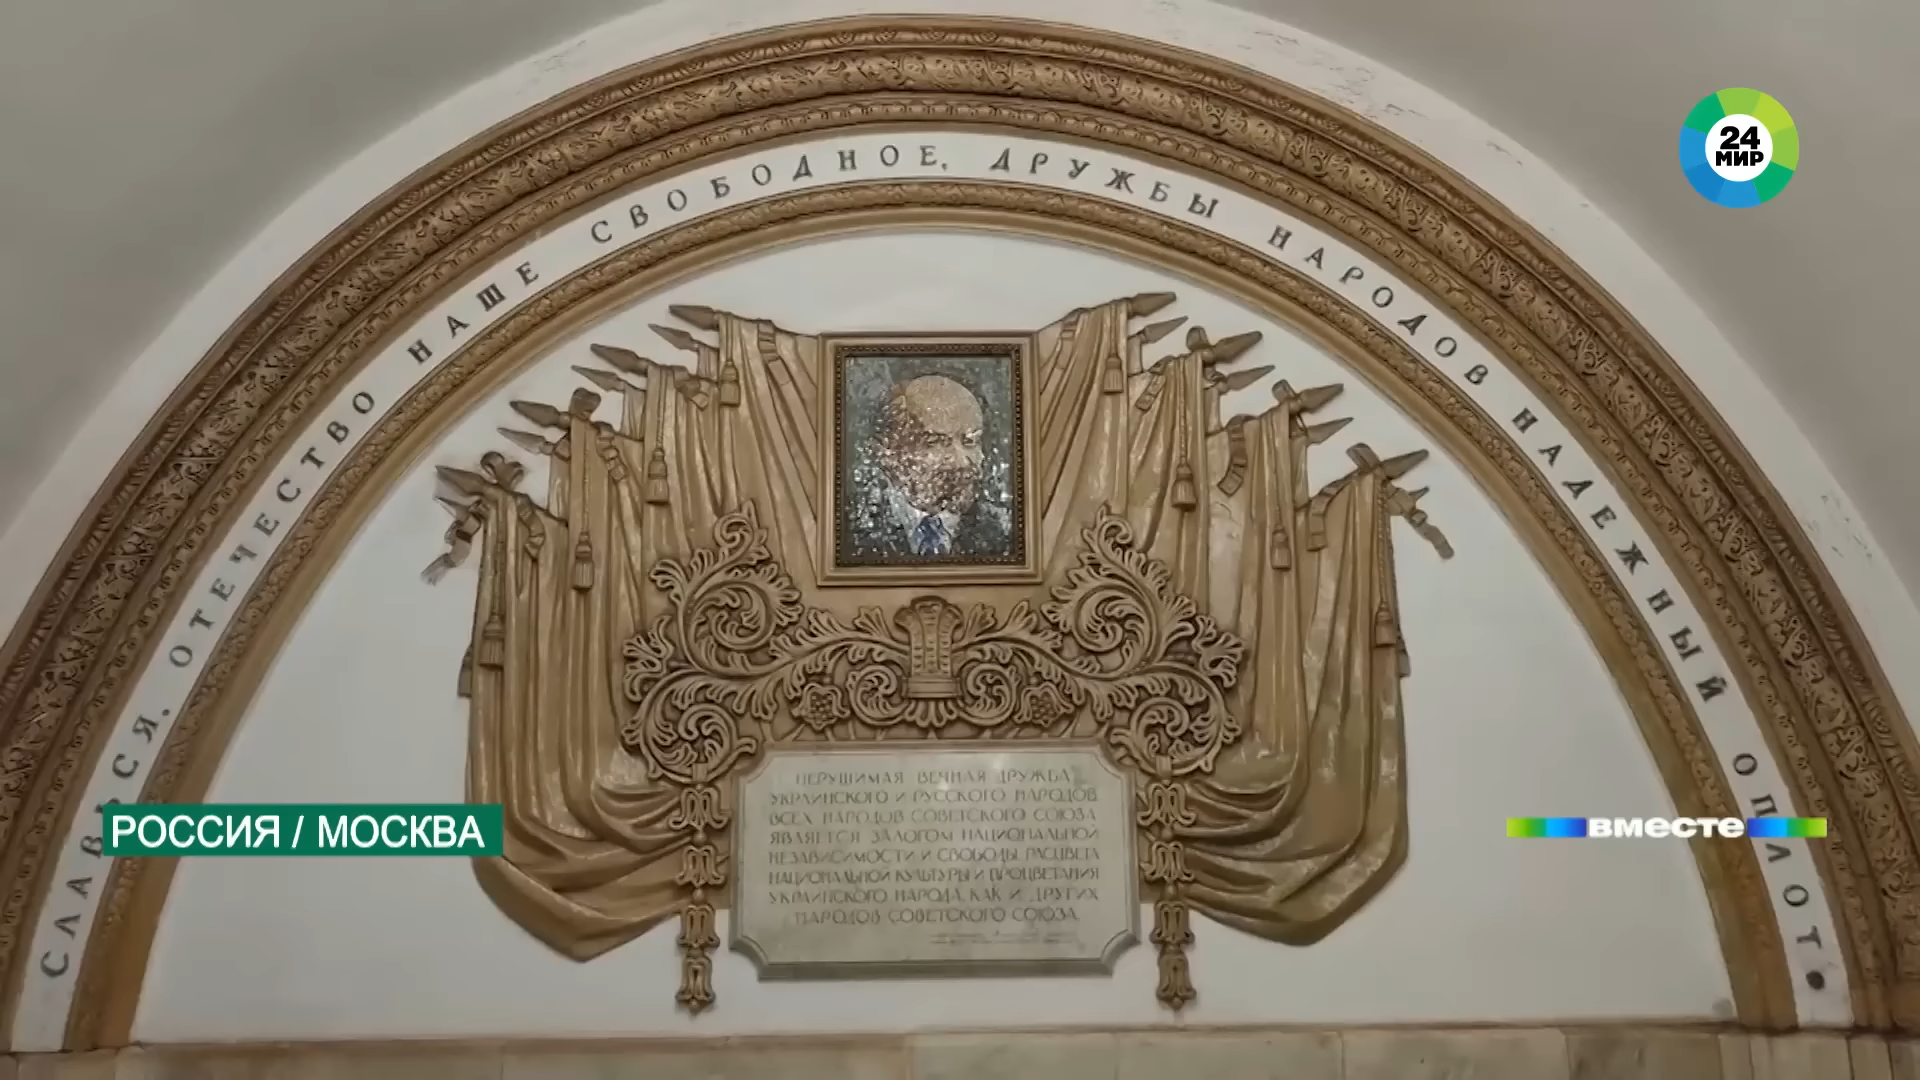 СЛАВЬСЯ, ОТЕЧЕСТВО НАШЕ СВОБОДНОЕ, ДРУЖБЫ НАРОДОВ НАДЕЖНЫЙ ОПЛОТ
24
МИР
НЕРУШИМАЯ ВЕЧНАЯ ДРУЖБА
УКРАИНСКОГО И РУССКОГО НАРОДОВ,
ВСЕХ НАРОДОВ СОВЕТСКОГО СОЮЗА
ЯВЛЯЕТСЯ ЗАЛОГОМ НАЦИОНАЛЬНОЙ
НЕЗАВИСИМОСТИ И СВОБОДЫ, РАСЦВЕТА
НАЦИОНАЛЬНОЙ КУЛЬТУРЫ И ПРОЦВЕТАНИЯ
УКРАИНСКОГО НАРОДА, КАК И ДРУГИХ
НАРОДОВ СОВЕТСКОГО СОЮЗА.
РОССИЯ / МОСКВА
вместе